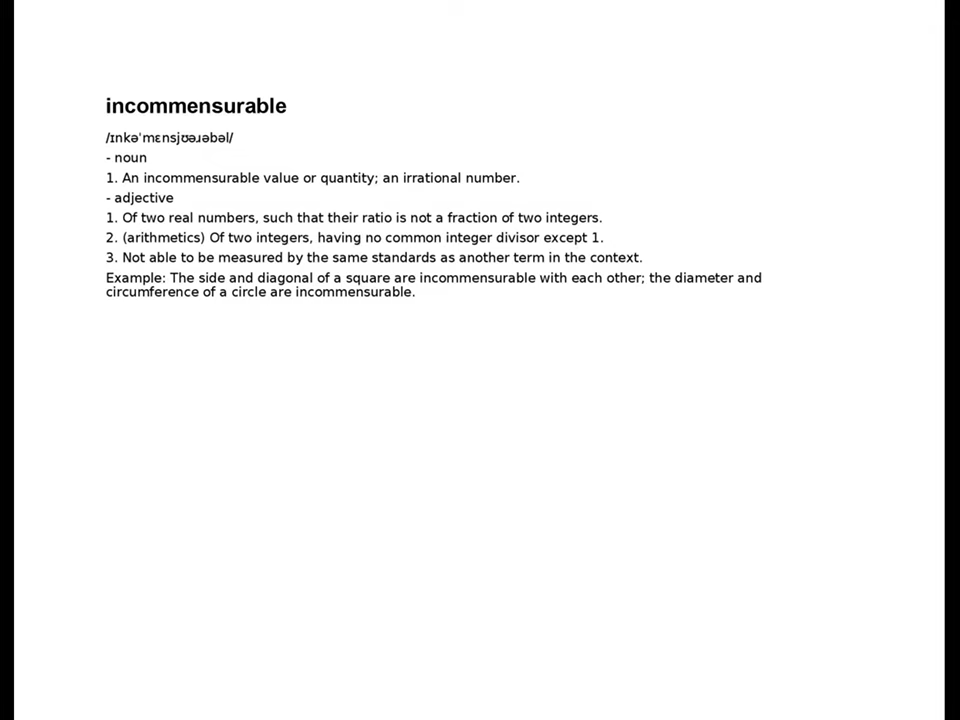 incommensurable
/ɪnkəˈmɛnsjʊəɹəbəl/
- noun
1. An incommensurable value or quantity; an irrational number.
- adjective
1. Of two real numbers, such that their ratio is not a fraction of two integers.
2. (arithmetics) Of two integers, having no common integer divisor except 1.
3. Not able to be measured by the same standards as another term in the context.
Example: The side and diagonal of a square are incommensurable with each other; the diameter and
circumference of a circle are incommensurable.